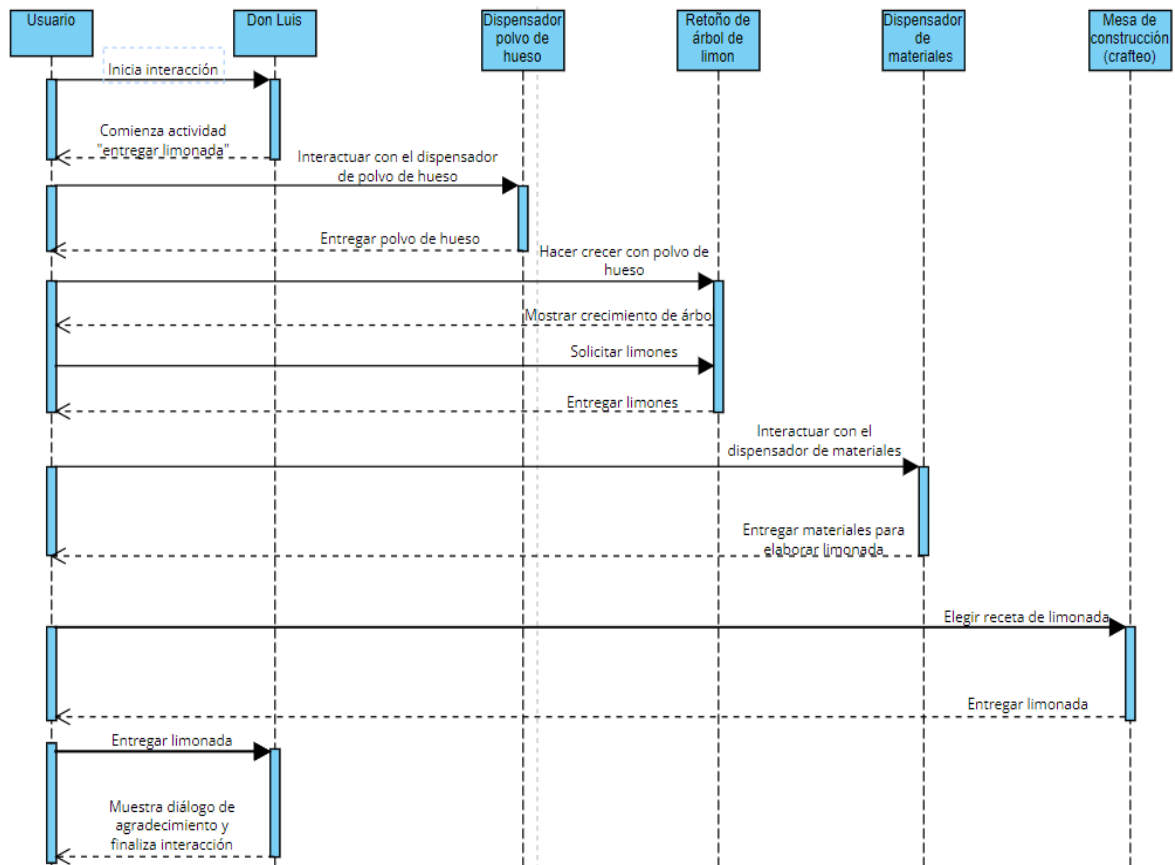 Usuario
Don Luis
Dispensador
polvo de
hueso
Retoño de
árbol de
limon
Dispensador
de
materiales
Mesa de
construcción
(crafteo)
Inicia interacción
Comienza actividad
"entregar limonada"
Interactuar con el dispensador
de polvo de hueso
Entregar polvo de hueso
Hacer crecer con polvo de
hueso
Mostrar crecimiento de árbo
Solicitar limones
Entregar limones
Interactuar con el
dispensador de materiales
Entregar materiales para
elaborar limonada
Elegir receta de limonada
Entregar limonada
Entregar limonada
Muestra diálogo de
agradecimiento y
finaliza interacción